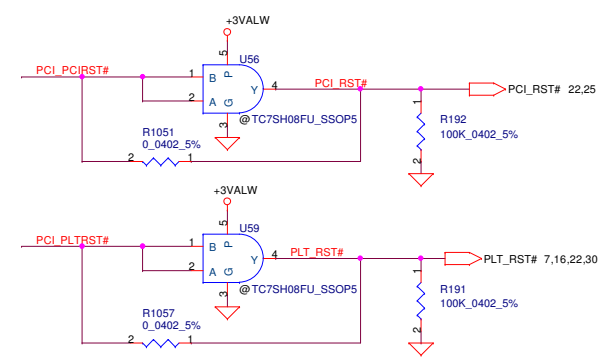 +3VALW
U56
PCI_PCIRST#
1
B
P
5
2
A
G
3
Y
4
PCI_RST#
@TC7SH08FU_SSOP5
PCI_RST# 22,25
R1051
0_0402_5%
2
1
1
R192
100K_0402_5%
2
+3VALW
U59
PCI_PLTRST#
1
B
P
5
2
A
G
3
Y
4
PLT_RST#
@TC7SH08FU_SSOP5
PLT_RST# 7,16,22,30
R1057
0_0402_5%
2
1
1
R191
100K_0402_5%
2